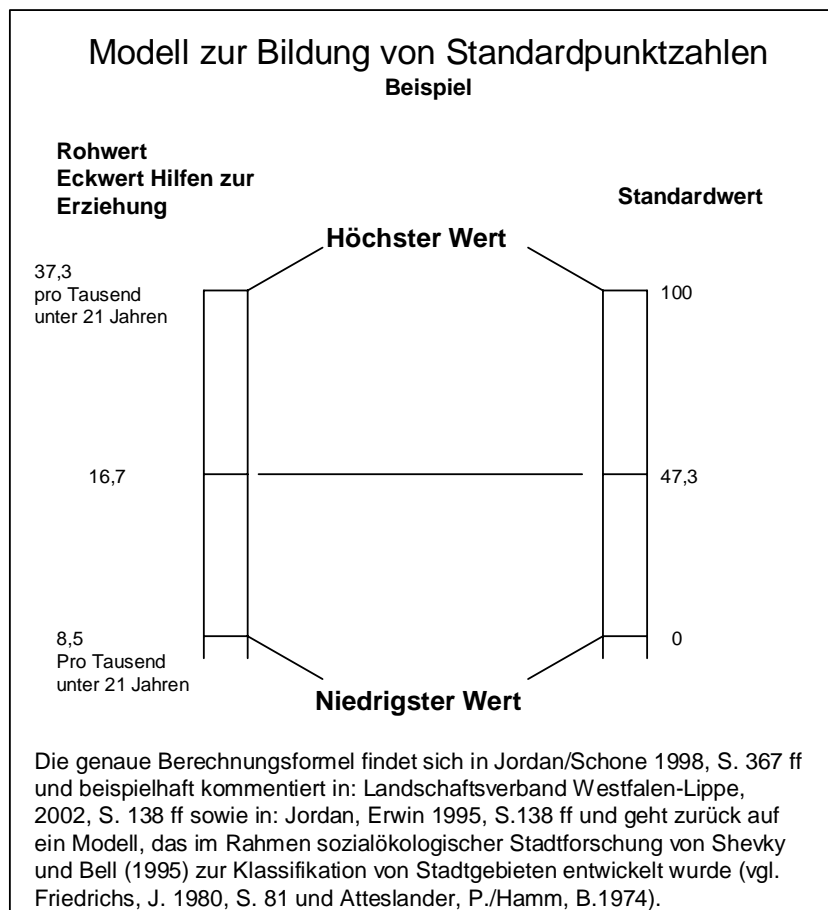 Modell zur Bildung von Standardpunktzahlen
Beispiel
Rohwert
Eckwert Hilfen zur
Erziehung
Standardwert
Höchster Wert
37,3
pro Tausend
unter 21 Jahren
100
16,7
47,3
8,5
Pro Tausend
unter 21 Jahren
0
Niedrigster Wert
Die genaue Berechnungsformel findet sich in Jordan/Schone 1998, S. 367 ff
und beispielhaft kommentiert in: Landschaftsverband Westfalen-Lippe,
2002, S. 138 ff sowie in: Jordan, Erwin 1995, S.138 ff und geht zurück auf
ein Modell, das im Rahmen sozialökologischer Stadtforschung von Shevky
und Bell (1995) zur Klassifikation von Stadtgebieten entwickelt wurde (vgl.
Friedrichs, J. 1980, S. 81 und Atteslander, P./Hamm, B.1974).